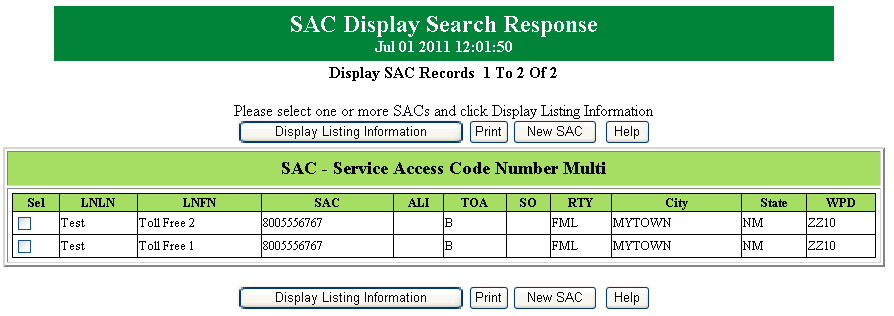 SAC Display Search Response
Jul 01 2011 12:01:50
Display SAC Records 1 To 2 Of 2
Please select one or more SACs and click Display Listing Information
Display Listing Information Print New SAC Help
SAC - Service Access Code Number Multi
Sel LNLN LNFN SAC ALI TOA SO RTY City State WPD
Test Toll Free 2 8005556767 B FML MYTOWN NM ZZ10
Test Toll Free 1 8005556767 B FML MYTOWN NM ZZ10
Display Listing Information Print New SAC Help